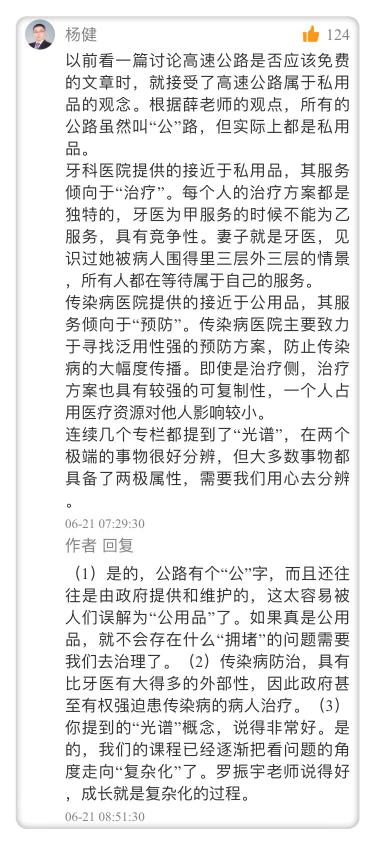 杨健
124
以前看一篇讨论高速公路是否应该免费
的文章时，就接受了高速公路属于私用
品的观念。根据薛老师的观点，所有的
公路虽然叫“公”路，但实际上都是私用
品。
牙科医院提供的接近于私用品，其服务
倾向于“治疗”。每个人的治疗方案都是
独特的，牙医为甲服务的时候不能为乙
服务，具有竞争性。妻子就是牙医，见
识过她被病人围得里三层外三层的情景
，所有人都在等待属于自己的服务。
传染病医院提供的接近于公用品，其服
务倾向于“预防”。传染病医院主要致力
于寻找泛用性强的预防方案，防止传染
病的大幅度传播。即使是治疗侧，治疗
方案也具有较强的可复制性，一个人占
用医疗资源对他人影响较小。
连续几个专栏都提到了“光谱”，在两个
极端的事物很好分辨，但大多数事物都
具备了两极属性，需要我们用心去分辨
。
06-21 07:29:30
作者 回复
（1）是的，公路有个“公”字，而且还往
往是由政府提供和维护的，这太容易被
人们误解为“公用品”了。如果真是公用
品，就不会存在什么“拥堵”的问题需要
我们去治理了。（2）传染病防治，具有
比牙医有大得多的外部性，因此政府甚
至有权强迫患传染病的病人治疗。（3）
你提到的“光谱”概念，说得非常好。是
的，我们的课程已经逐渐把看问题的角
度走向“复杂化”了。罗振宇老师说得好
，成长就是复杂化的过程。
06-21 08:51:30